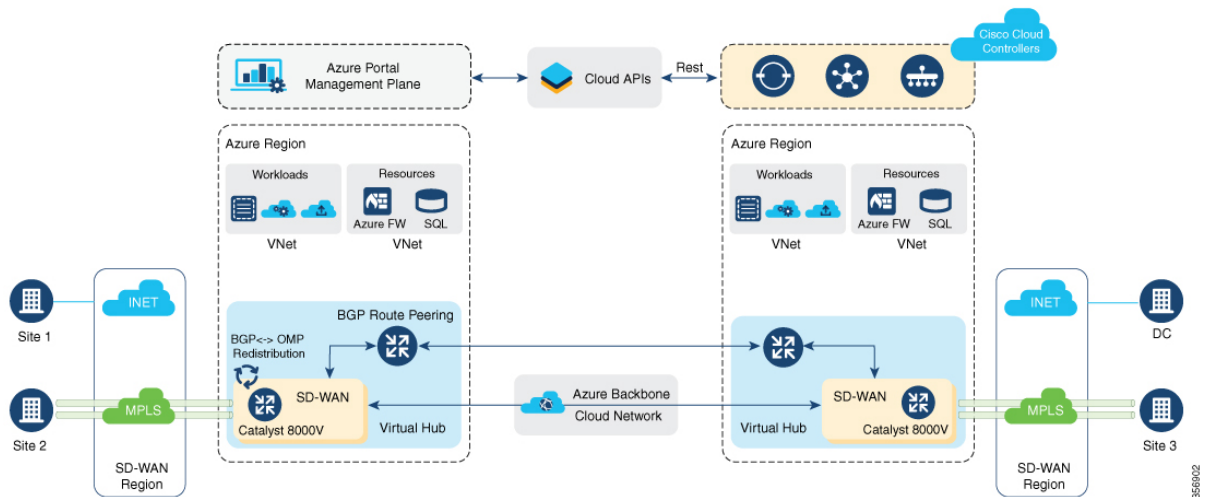 Cisco Cloud
Controllers
Azure Portal
Management Plane
Cloud APIs
Rest
Azure Region
Workloads
Resources
Azure FW
SQL
VNet
VNet
Azure Region
Workloads
Resources
Azure FW
SQL
VNet
VNet
Site 1
INET
BGP Route Peering
BGP<-> OMP
Redistribution
SD-WAN
Catalyst 8000V
Virtual Hub
Site 2
MPLS
SD-WAN
Region
Azure Backbone
Cloud Network
SD-WAN
Catalyst 8000V
Virtual Hub
INET
DC
MPLS
Site 3
SD-WAN
Region
356902